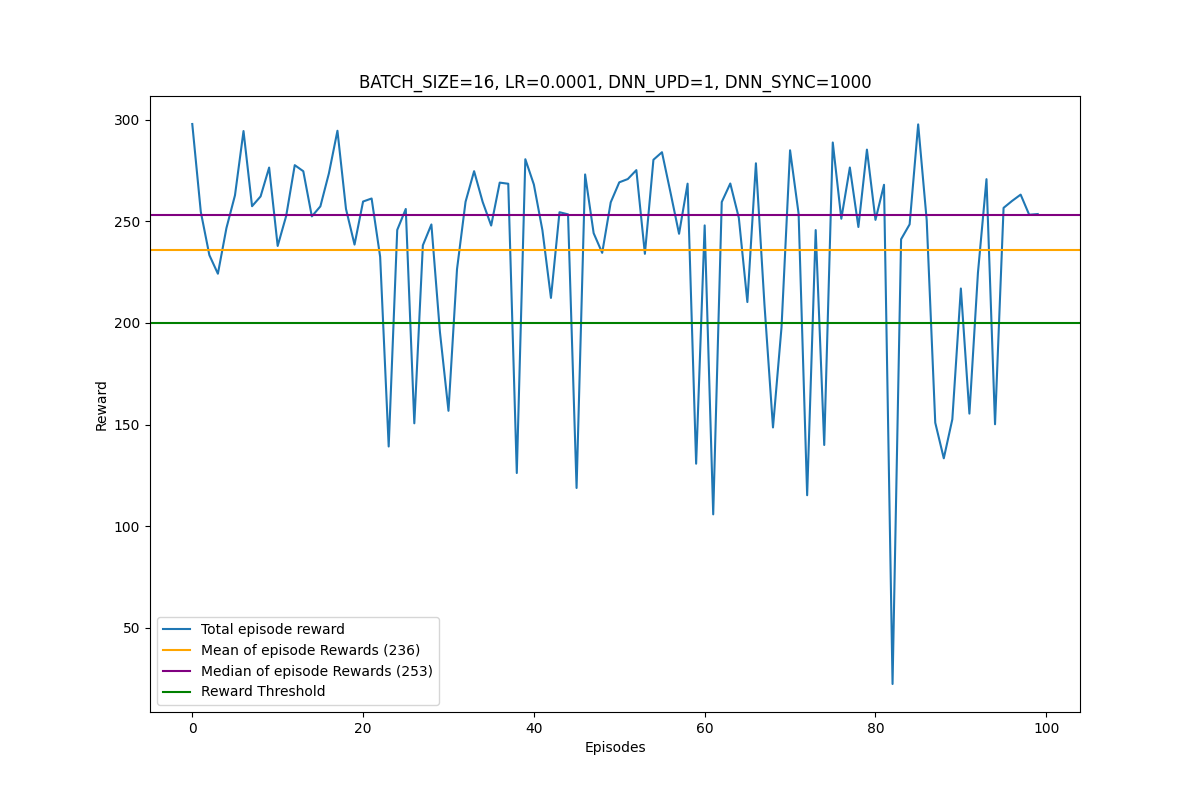 BATCH_SIZE=16, LR=0.0001, DNN_UPD=1, DNN_SYNC=1000
300
250
200
150
100
50
Reward
Total episode reward
Mean of episode Rewards (236)
Median of episode Rewards (253)
Reward Threshold
0 20 40 60 80 100
Episodes